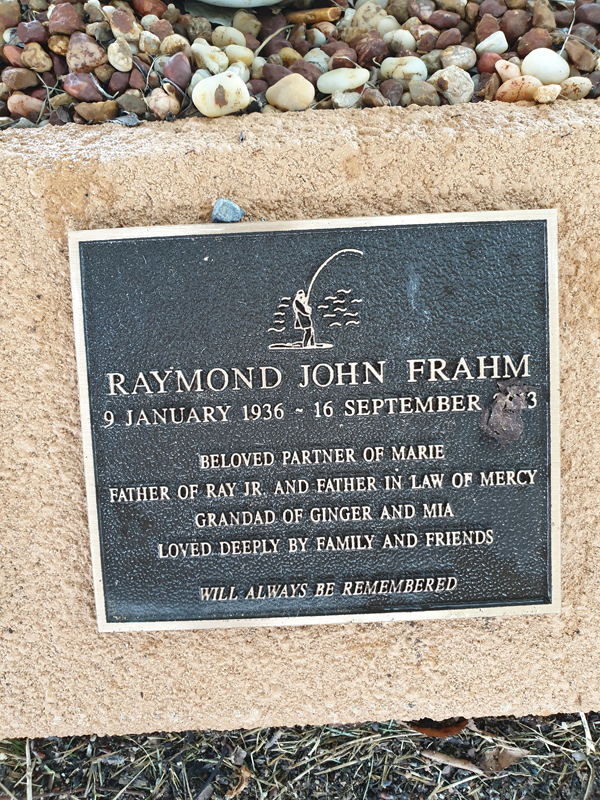 RAYMOND JOHN FRAHM
9 JANUARY 1936 ~ 16 SEPTEMBER
BELOVED PARTNER OF MARIE
FATHER OF RAY JR. AND FATHER IN LAW OF MERCY
GRANDAD OF GINGER AND MIA
LOVED DEEPLY BY FAMILY AND FRIENDS
WILL ALWAYS BE REMEMBERED